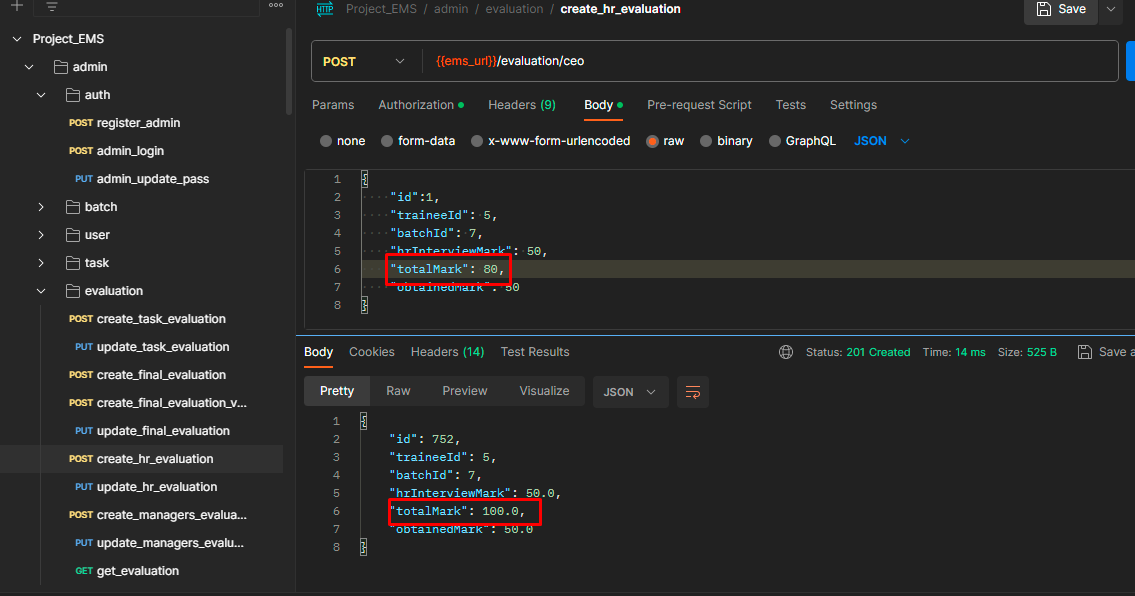 Project_EMS
admin
auth
POST register_admin
POST admin_login
PUT admin_update_pass
batch
user
task
evaluation
POST create_task_evaluation
PUT update_task_evaluation
POST create_final_evaluation
POST create_final_evaluation_v...
PUT update_final_evaluation
POST create_hr_evaluation
PUT update_hr_evaluation
POST create_managers_evalua...
PUT update_managers_evalu...
GET get_evaluation
HTTP Project_EMS / admin / evaluation / create_hr_evaluation
Save
POST {{ems_url}}/evaluation/ceo
Params Authorization Headers (9) Body Pre-request Script Tests Settings
none form-data x-www-form-urlencoded raw binary GraphQL JSON
1 {
2 "id":1,
3 "traineeId": 5,
4 "batchId": 7,
5 "hrInterviewMark": 50,
6 "totalMark": 80,
7 "obtainedMark": 50
8 }
Body Cookies Headers (14) Test Results Status: 201 Created Time: 14 ms Size: 525 B Save a
Pretty Raw Preview Visualize JSON
1 {
2 "id": 752,
3 "traineeId": 5,
4 "batchId": 7,
5 "hrInterviewMark": 50.0,
6 "totalMark": 100.0,
7 "obtainedMark": 50.0
8 }